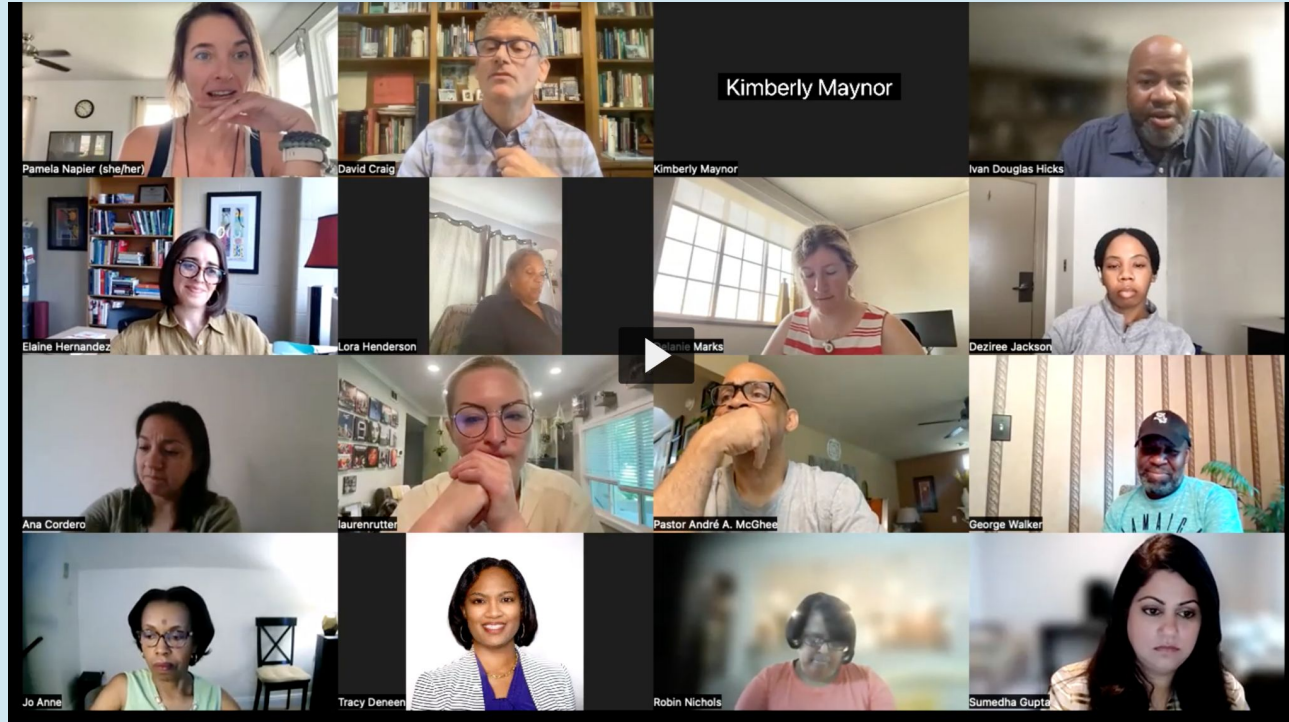 Kimberly Maynor
Pamela Napier (she/her)
David Craig
Kimberly Maynor
Ivan Douglas Hicks
Elaine Hernandez
Lora Henderson
Marks
Deziree Jackson
Ana Cordero
laurenrutter
Pastor André A. McGhee
George Walker
Jo Anne
Tracy Deneen
Robin Nichols
Sumedha Gupta